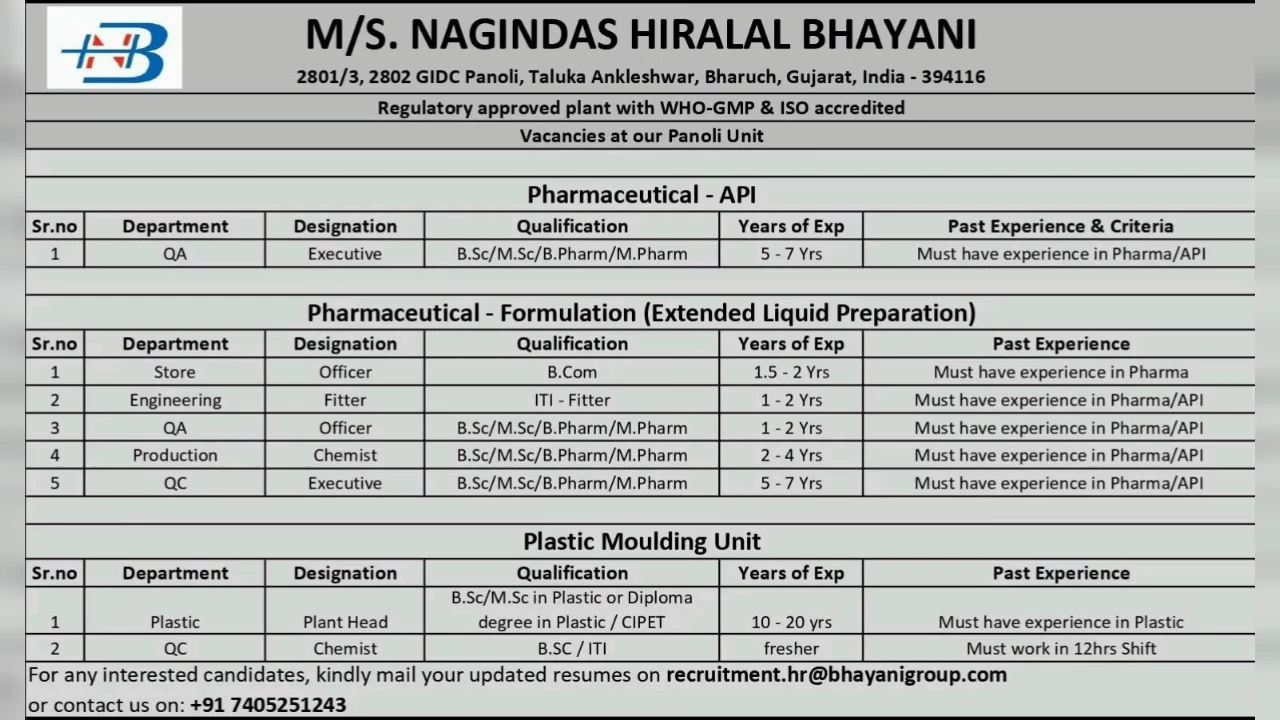 NB
M/S. NAGINDAS HIRALAL BHAYANI
2801/3, 2802 GIDC Panoli, Taluka Ankleshwar, Bharuch, Gujarat, India - 394116
Regulatory approved plant with WHO-GMP & ISO accredited
Vacancies at our Panoli Unit
Pharmaceutical - API
Sr.no Department Designation Qualification Years of Exp Past Experience & Criteria
1 QA Executive B.Sc/M.Sc/B.Pharm/M.Pharm 5 - 7 Yrs Must have experience in Pharma/API
Pharmaceutical - Formulation (Extended Liquid Preparation)
Sr.no Department Designation Qualification Years of Exp Past Experience
1 Store Officer B.Com 1.5 - 2 Yrs Must have experience in Pharma
2 Engineering Fitter ITI - Fitter 1 - 2 Yrs Must have experience in Pharma/API
3 QA Officer B.Sc/M.Sc/B.Pharm/M.Pharm 1 - 2 Yrs Must have experience in Pharma/API
4 Production Chemist B.Sc/M.Sc/B.Pharm/M.Pharm 2 - 4 Yrs Must have experience in Pharma/API
5 QC Executive B.Sc/M.Sc/B.Pharm/M.Pharm 5 - 7 Yrs Must have experience in Pharma/API
Plastic Moulding Unit
Sr.no Department Designation Qualification Years of Exp Past Experience
B.Sc/M.Sc in Plastic or Diploma
1 Plastic Plant Head degree in Plastic / CIPET 10 - 20 yrs Must have experience in Plastic
2 QC Chemist B.SC / ITI fresher Must work in 12hrs Shift
For any interested candidates, kindly mail your updated resumes on recruitment.hr@bhayanigroup.com
or contact us on: +91 7405251243